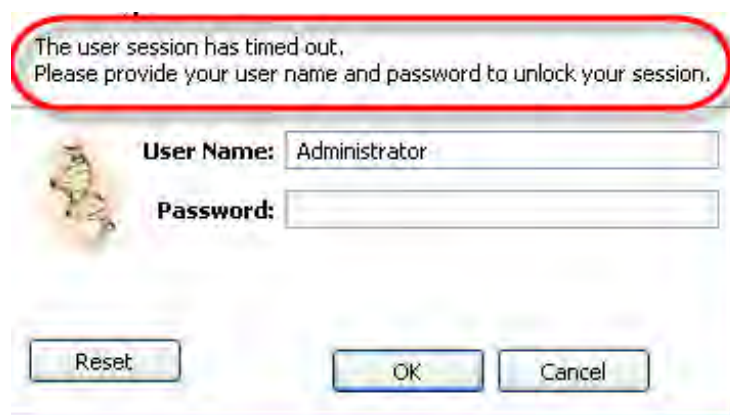 The user session has timed out.
Please provide your user name and password to unlock your session.
User Name: Administrator
Password:
Reset OK Cancel